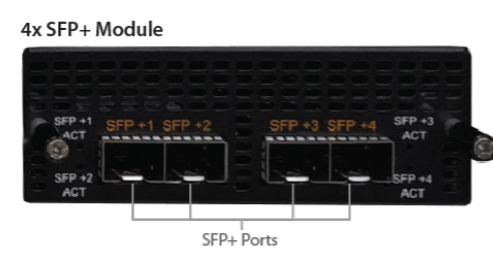 4x SFP+ Module
SFP +1
ACT
SFP +1 SFP +2
SFP +3 SFP +4
SFP +3
ACT
SFP +2
ACT
SFP +4
ACT
SFP+ Ports